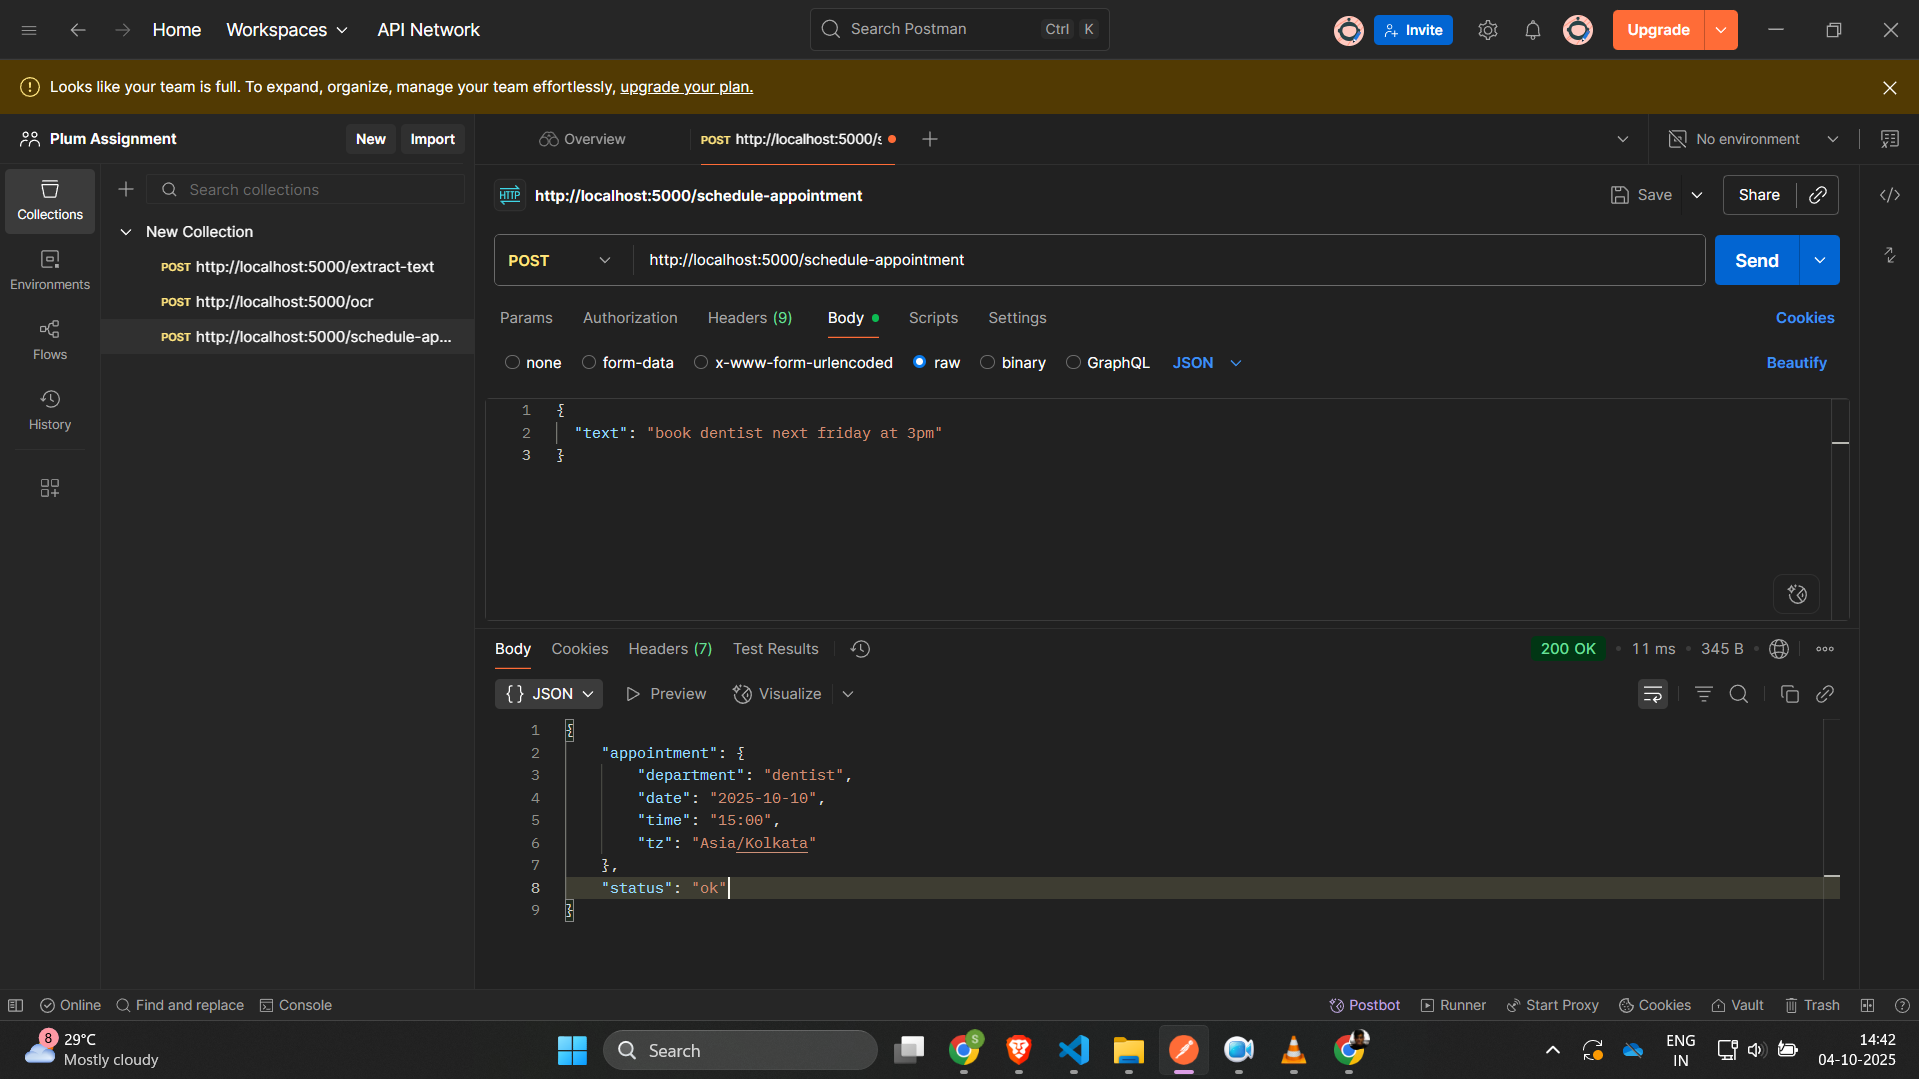 Home Workspaces API Network Search Postman Ctrl K Invite Upgrade
Looks like your team is full. To expand, organize, manage your team effortlessly, upgrade your plan.
Plum Assignment New Import Overview POST http://localhost:5000/s No environment
Search collections
Collections
Environments
Flows
History
New Collection
POST http://localhost:5000/extract-text
POST http://localhost:5000/ocr
POST http://localhost:5000/schedule-ap...
HTTP http://localhost:5000/schedule-appointment Save Share
POST http://localhost:5000/schedule-appointment Send
Params Authorization Headers (9) Body Scripts Settings Cookies
none form-data x-www-form-urlencoded raw binary GraphQL JSON Beautify
1 {
2 "text": "book dentist next friday at 3pm"
3 }
Body Cookies Headers (7) Test Results 200 OK • 11 ms • 345 B
{} JSON Preview Visualize
1 {
2 "appointment": {
3 "department": "dentist",
4 "date": "2025-10-10",
5 "time": "15:00",
6 "tz": "Asia/Kolkata"
7 },
8 "status": "ok"
9 }
Online Find and replace Console Postbot Runner Start Proxy Cookies Vault Trash
8 29°C
Mostly cloudy
Search
S
ENG
IN
14:42
04-10-2025